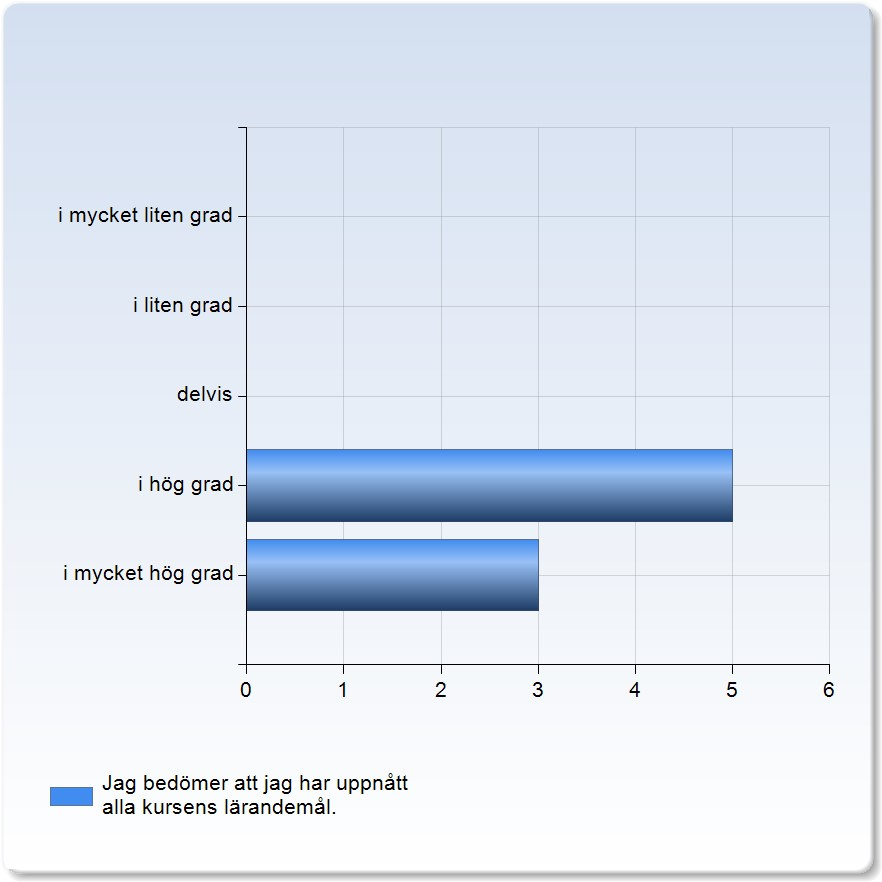 i mycket liten grad
i liten grad
delvis
i hög grad
i mycket hög grad
0 1 2 3 4 5 6
Jag bedömer att jag har uppnått
alla kursens lärandemål.